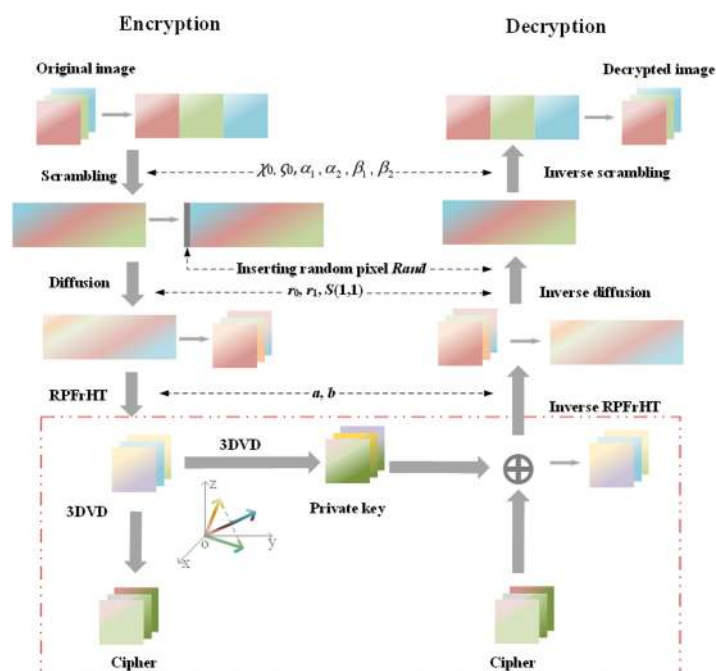 Encryption
Decryption
Original image
Decrypted image
Scrambling
χ0, ς0, α1, α2, β1, β2
Inverse scrambling
Inserting random pixel Rand
Diffusion
r0, r1, S(1,1)
Inverse diffusion
RPFrHT
a, b
Inverse RPFrHT
3DVD
3DVD
z
o
y
x
Private key
Cipher
Cipher